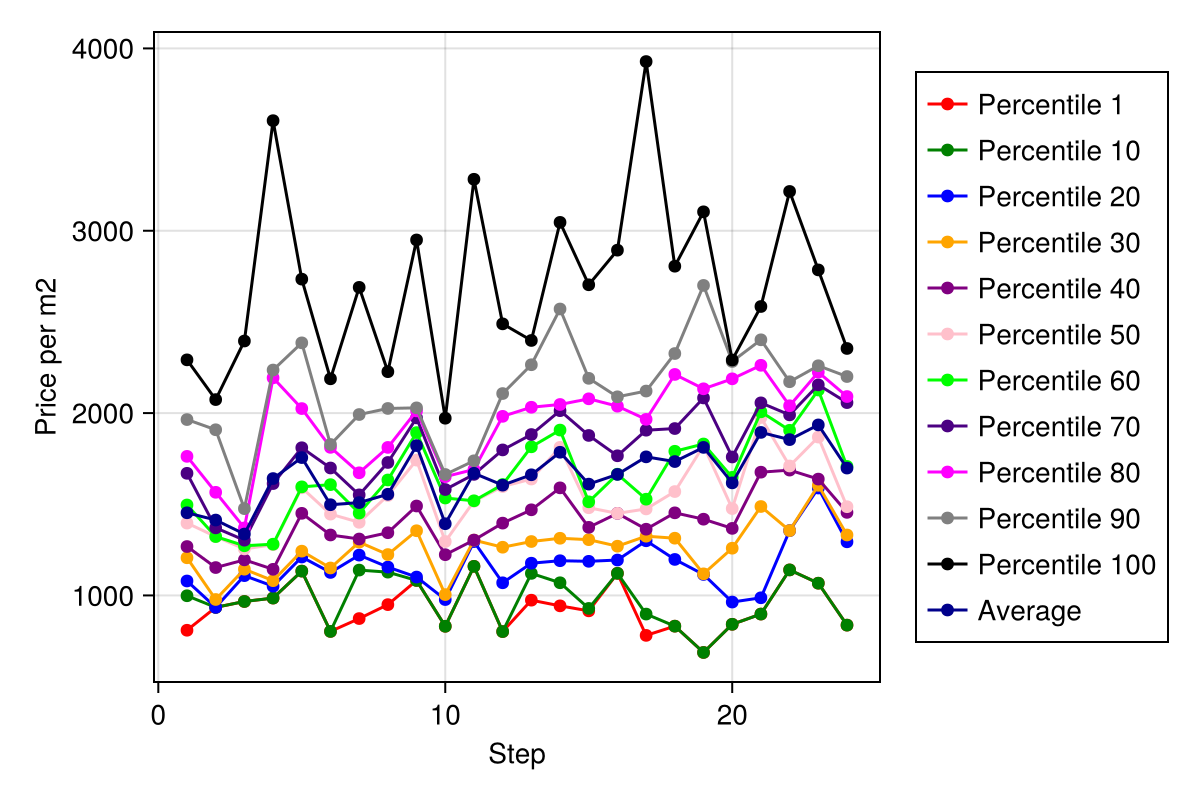 4000
3000
2000
1000
Price per m2
0
10
20
Step
Percentile 1
Percentile 10
Percentile 20
Percentile 30
Percentile 40
Percentile 50
Percentile 60
Percentile 70
Percentile 80
Percentile 90
Percentile 100
Average